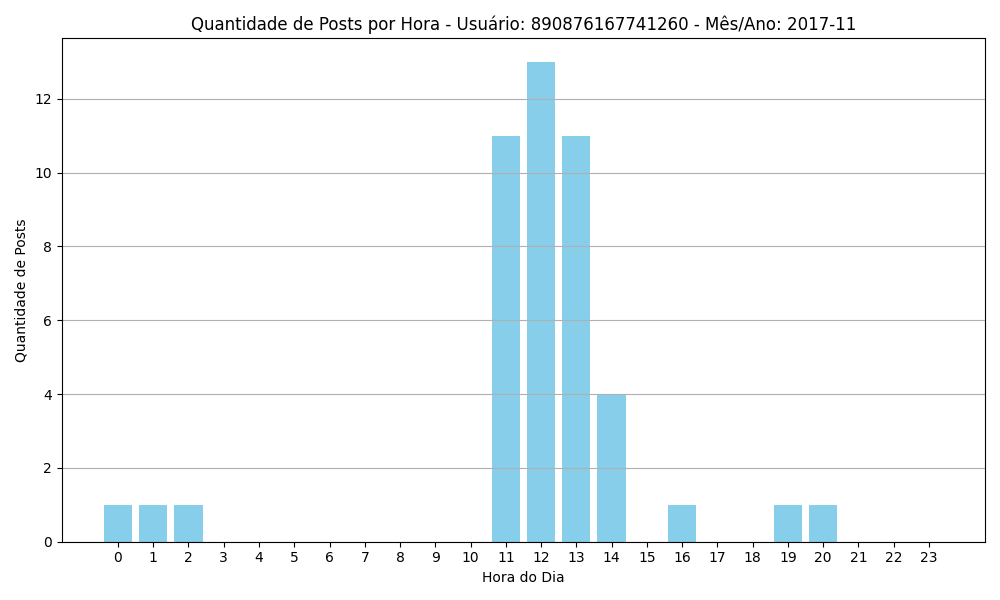 Quantidade de Posts por Hora - Usuário: 890876167741260 - Mês/Ano: 2017-11
Quantidade de Posts
12
10
8
6
4
2
0
0 1 2 3 4 5 6 7 8 9 10 11 12 13 14 15 16 17 18 19 20 21 22 23
Hora do Dia